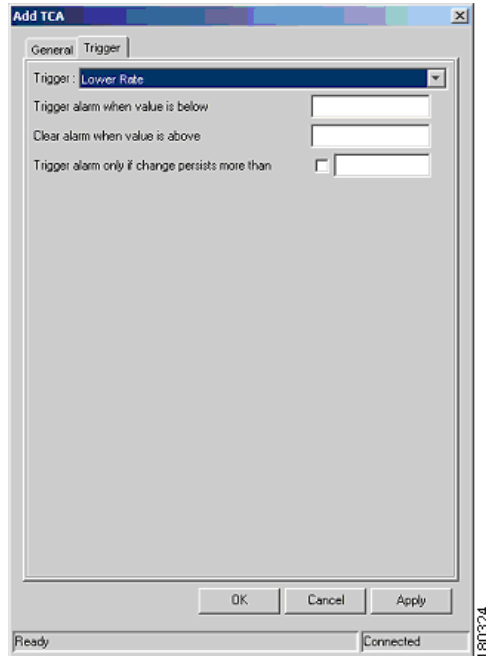 Add TCA
General Trigger
Trigger : Lower Rate
Trigger alarm when value is below
Clear alarm when value is above
Trigger alarm only if change persists more than
OK Cancel Apply
Ready Connected
180324